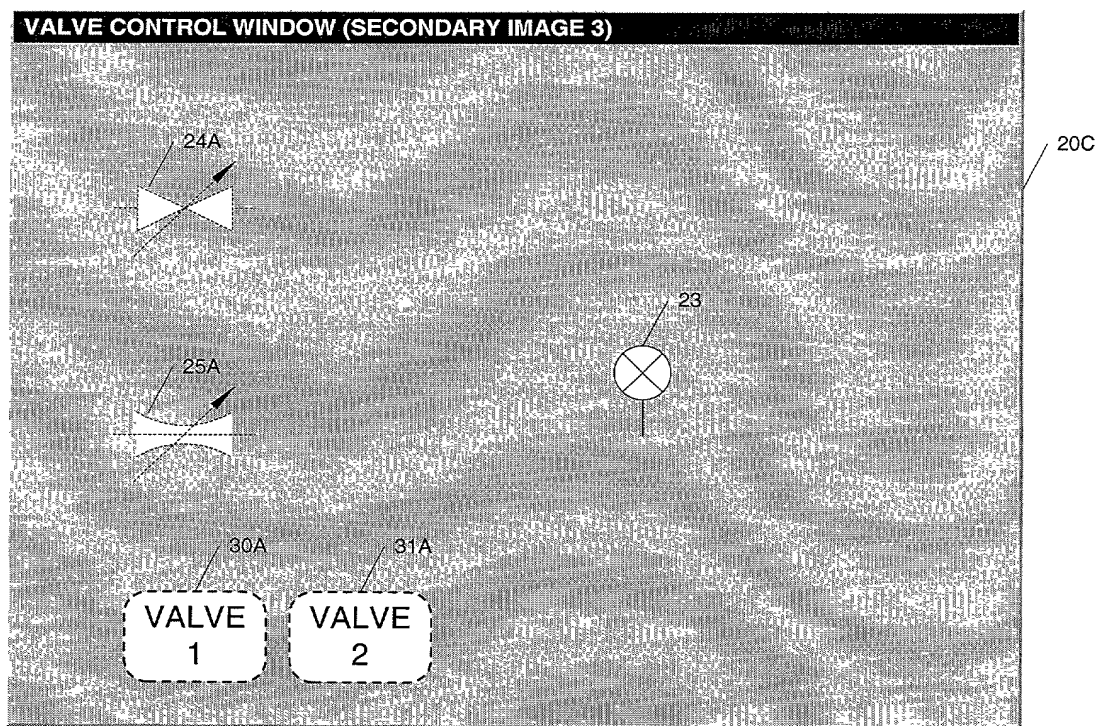 VALVE CONTROL WINDOW (SECONDARY IMAGE 3)
24A
20C
23
25A
30A
31A
VALVE
1
VALVE
2